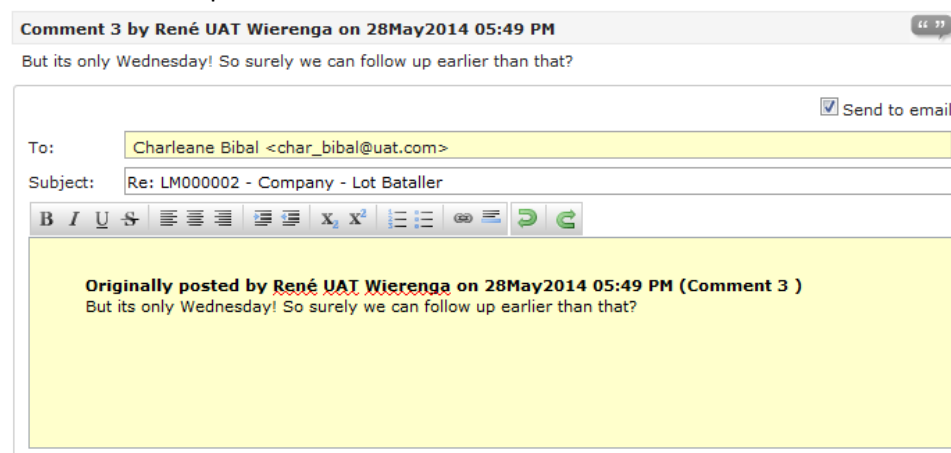 Comment 3 by René UAT Wierenga on 28May2014 05:49 PM
But its only Wednesday! So surely we can follow up earlier than that?
Send to email
To: Charleane Bibal <char_bibal@uat.com>
Subject: Re: LM000002 - Company - Lot Bataller
B I U S X₂ X²
Originally posted by René UAT Wierenga on 28May2014 05:49 PM (Comment 3 )
But its only Wednesday! So surely we can follow up earlier than that?